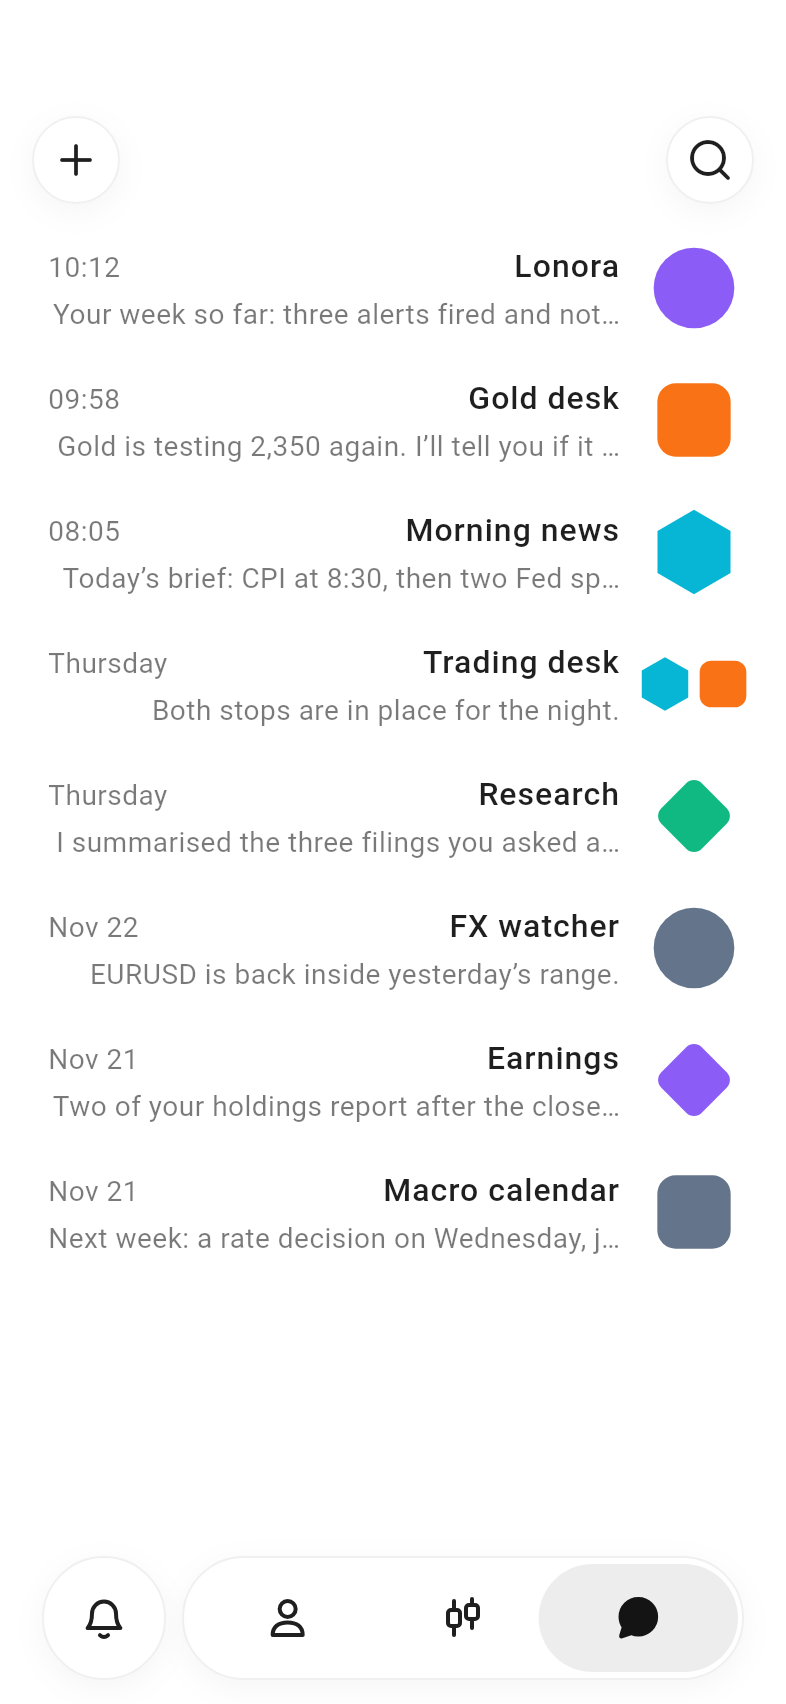 10:12
Lonora
Your week so far: three alerts fired and not…
09:58
Gold desk
Gold is testing 2,350 again. I’ll tell you if it …
08:05
Morning news
Today’s brief: CPI at 8:30, then two Fed sp…
Thursday
Trading desk
Both stops are in place for the night.
Thursday
Research
I summarised the three filings you asked a…
Nov 22
FX watcher
EURUSD is back inside yesterday’s range.
Nov 21
Earnings
Two of your holdings report after the close…
Nov 21
Macro calendar
Next week: a rate decision on Wednesday, j…